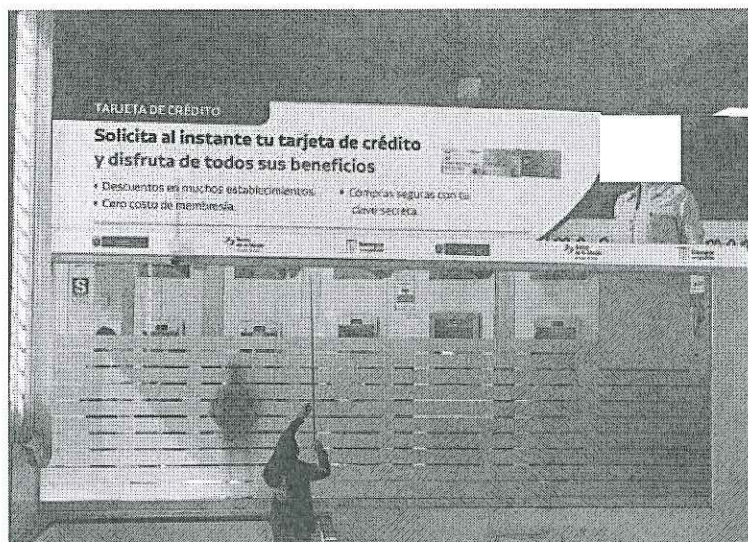 TARJETA DE CRÉDITO
Solicita al instante tu tarjeta de crédito
y disfruta de todos sus beneficios
• Descuentos en muchos establecimientos.
• Cero costo de membresía.
• Compras seguras con tu
clave secreta.
S